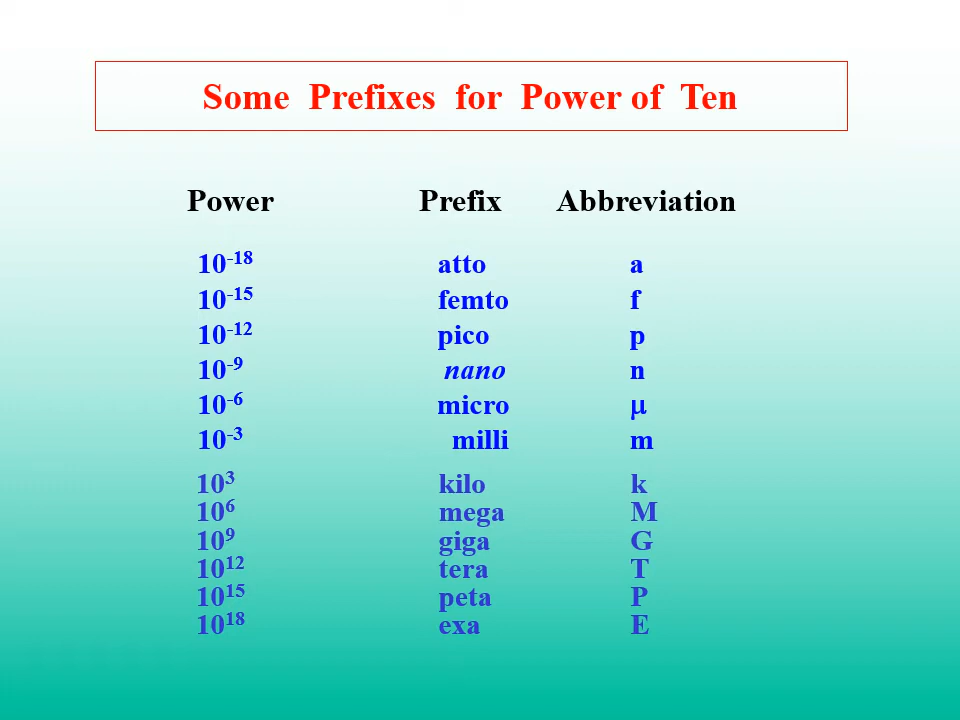 Some Prefixes for Power of Ten
Power Prefix Abbreviation
10⁻¹⁸ atto a
10⁻¹⁵ femto f
10⁻¹² pico p
10⁻⁹ nano n
10⁻⁶ micro μ
10⁻³ milli m
10³ kilo k
10⁶ mega M
10⁹ giga G
10¹² tera T
10¹⁵ peta P
10¹⁸ exa E